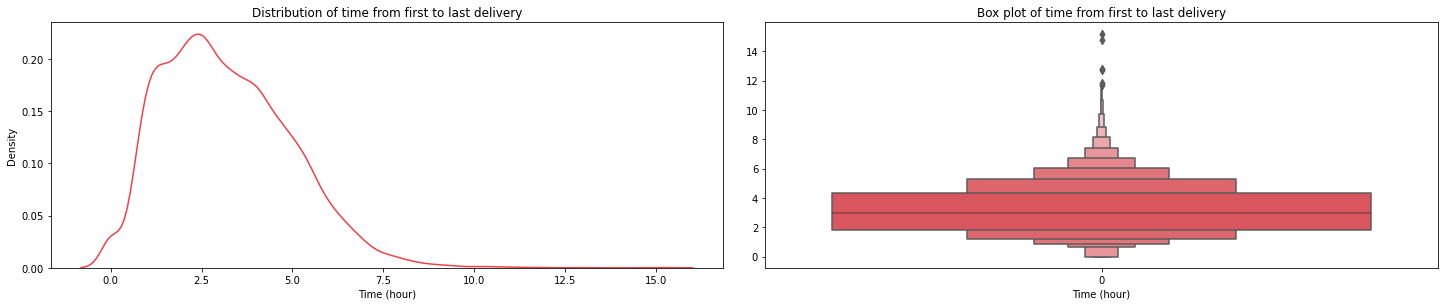 Distribution of time from first to last delivery
0.20
0.15
0.10
0.05
0.00
Density
0.0 2.5 5.0 7.5 10.0 12.5 15.0
Time (hour)
Box plot of time from first to last delivery
14
12
10
8
6
4
2
0
0
Time (hour)